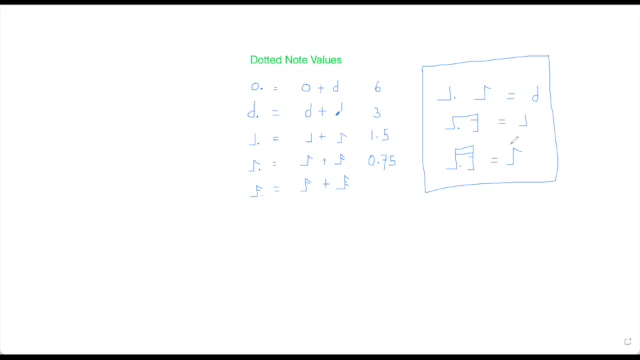 Dotted Note Values
o. = o + d 6
d. = d + ♩ 3
♩. = ♩ + ♪ 1.5
♪. = ♪ + 𝅘𝅥𝅯 0.75
𝅘𝅥𝅯. = 𝅘𝅥𝅯 + 𝅘𝅥𝅰
♩. ♪ = d
= ♩
= ♪